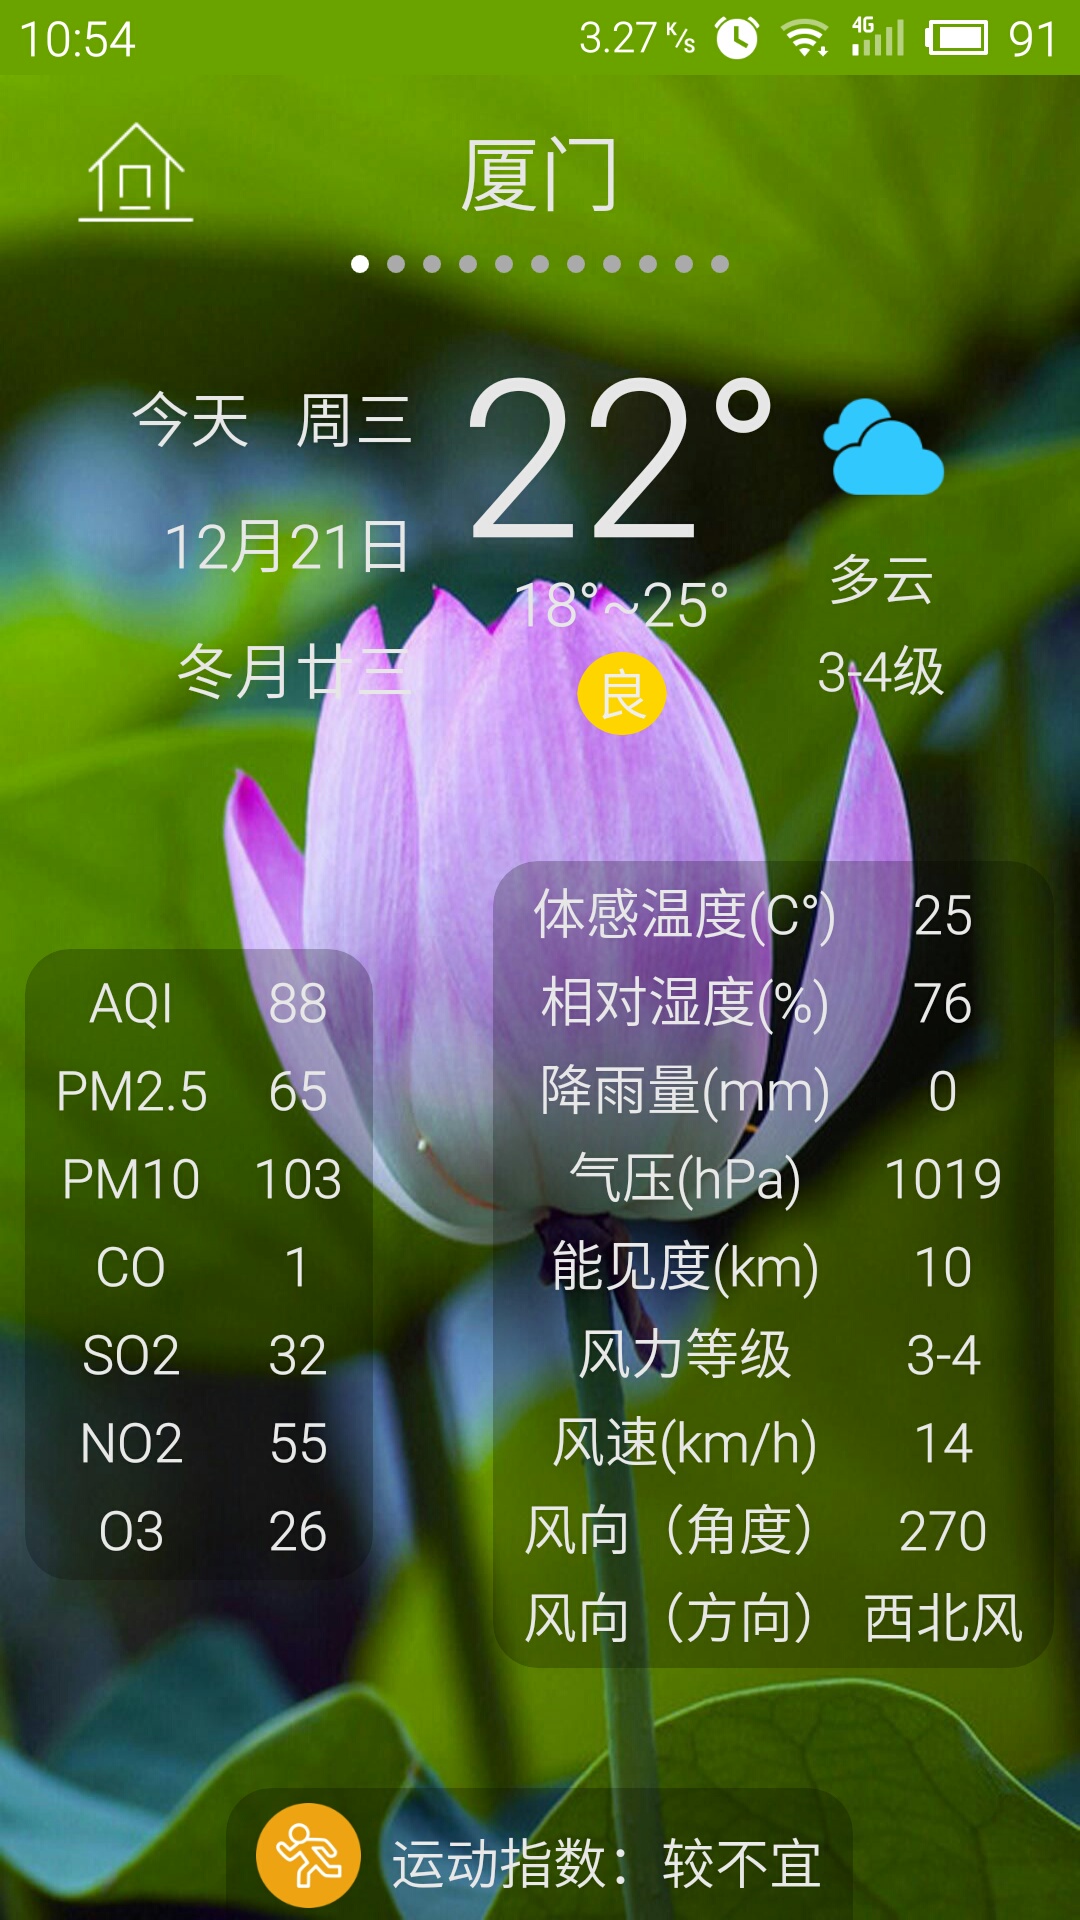 10:54 3.27 K/s 4G 91
厦门
今天 周三
12月21日
冬月廿三
22°
18°~25°
良
多云
3-4级
AQI 88
PM2.5 65
PM10 103
CO 1
SO2 32
NO2 55
O3 26
体感温度(C°) 25
相对湿度(%) 76
降雨量(mm) 0
气压(hPa) 1019
能见度(km) 10
风力等级 3-4
风速(km/h) 14
风向（角度） 270
风向（方向） 西北风
运动指数：较不宜